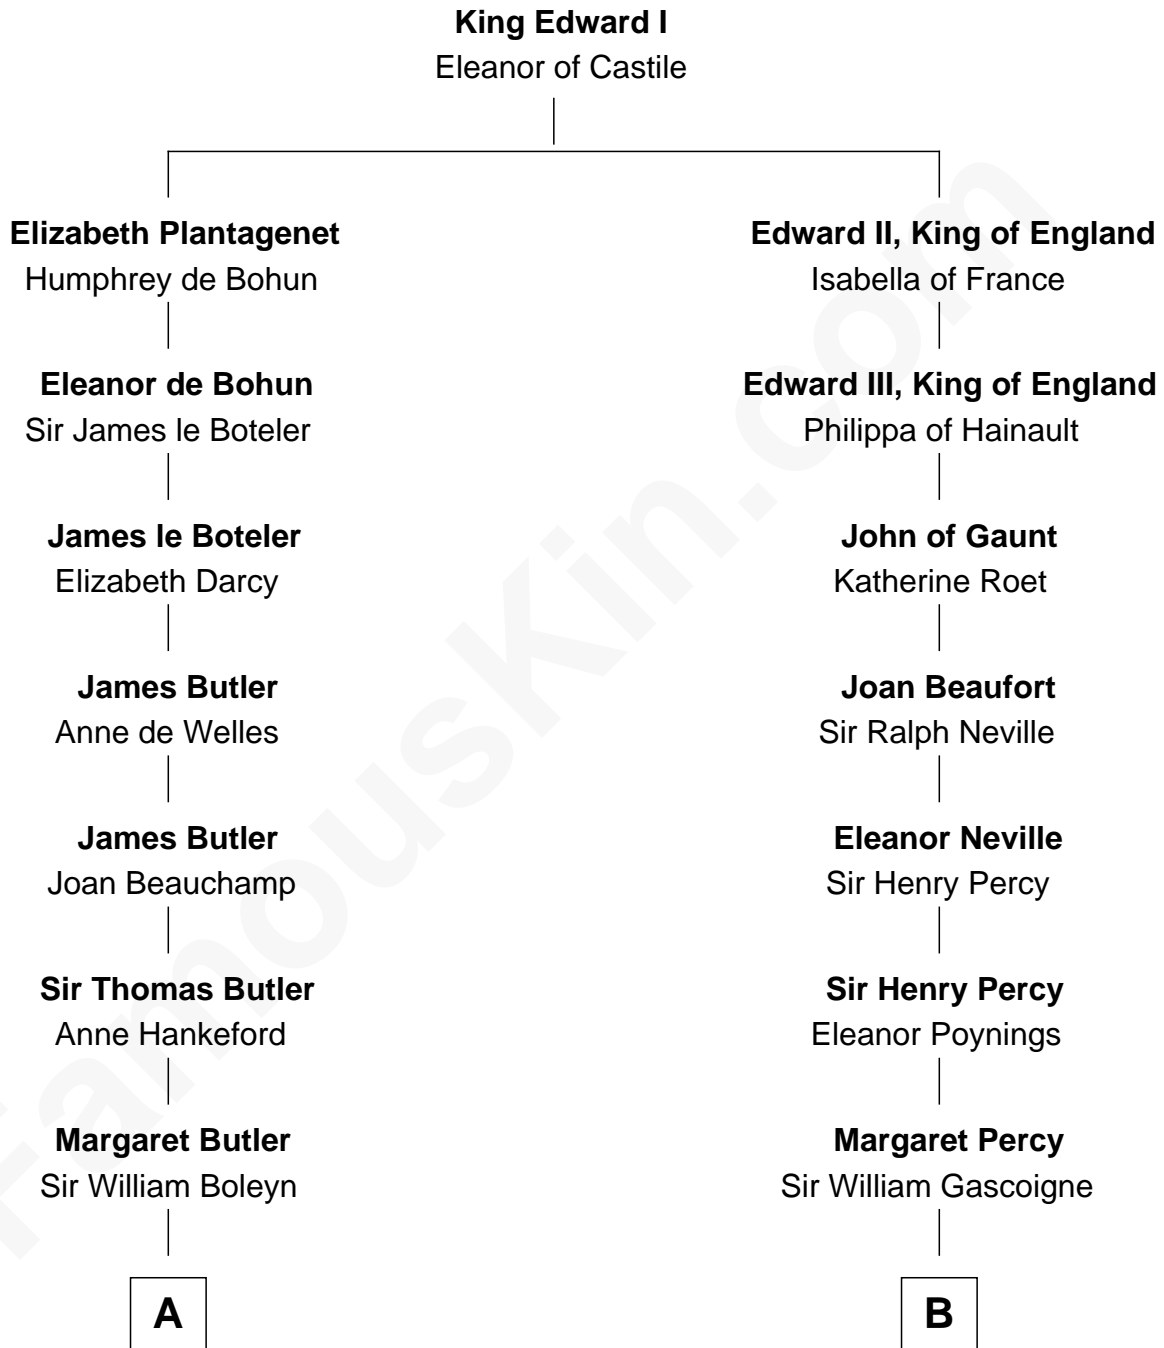 King Edward I
Eleanor of Castile
Elizabeth Plantagenet
Humphrey de Bohun
Edward II, King of England
Isabella of France
Eleanor de Bohun
Sir James le Boteler
Edward III, King of England
Philippa of Hainault
James le Boteler
Elizabeth Darcy
John of Gaunt
Katherine Roet
James Butler
Anne de Welles
Joan Beaufort
Sir Ralph Neville
James Butler
Joan Beauchamp
Eleanor Neville
Sir Henry Percy
Sir Thomas Butler
Anne Hankeford
Sir Henry Percy
Eleanor Poynings
Margaret Butler
Sir William Boleyn
Margaret Percy
Sir William Gascoigne
A
B
FamousKin.com